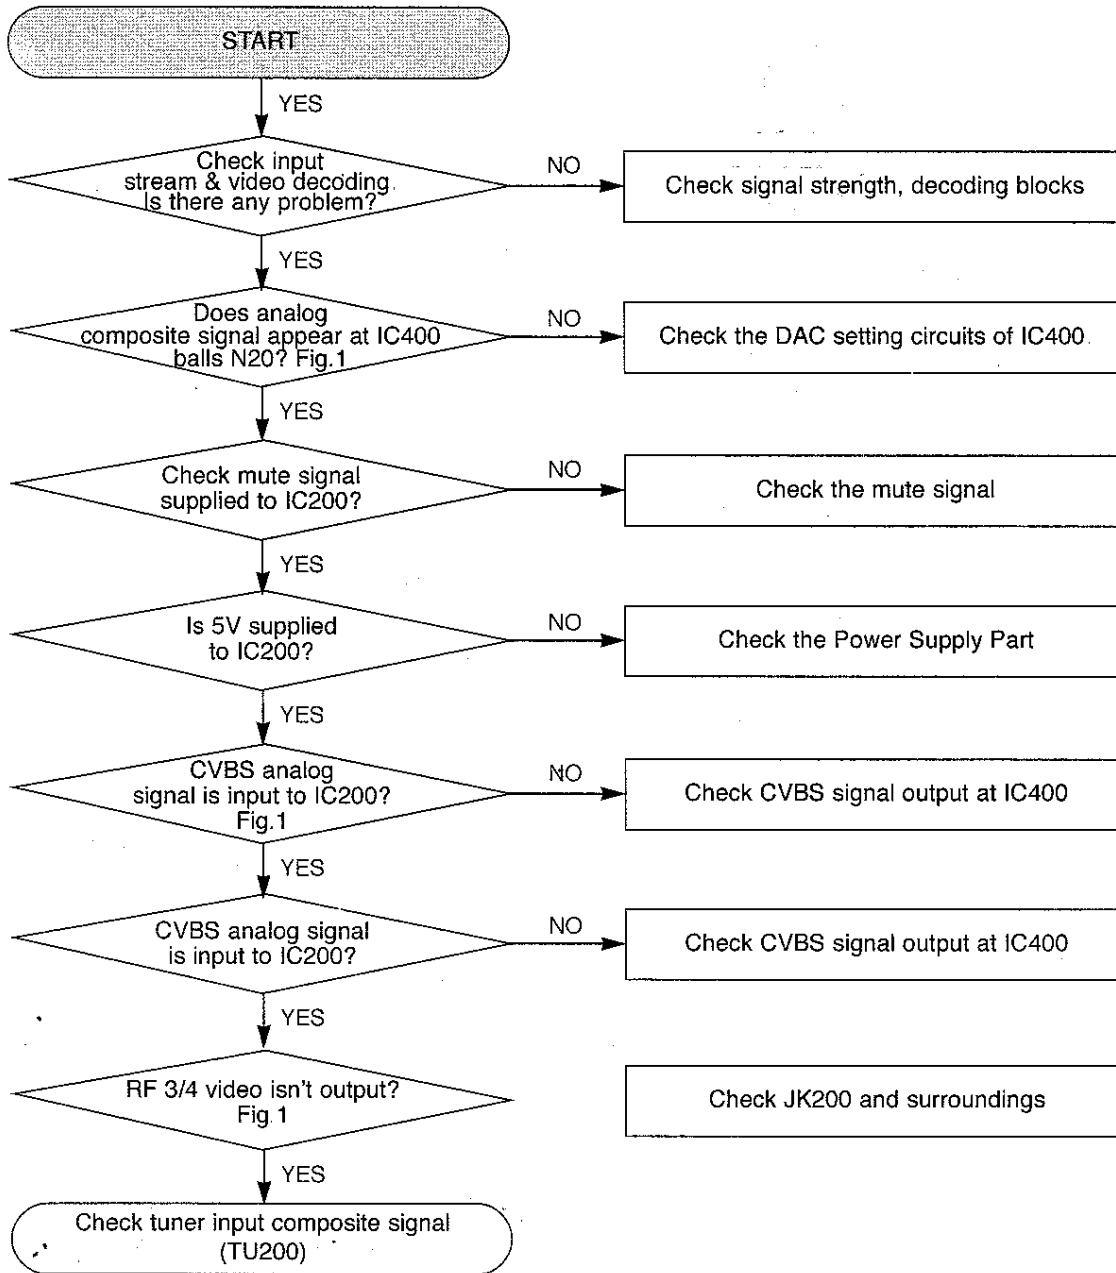 START
YES
Check input
stream & video decoding.
Is there any problem?
NO
Check signal strength, decoding blocks
YES
Does analog
composite signal appear at IC400
balls N20? Fig.1
NO
Check the DAC setting circuits of IC400.
YES
Check mute signal
supplied to IC200?
NO
Check the mute signal
YES
Is 5V supplied
to IC200?
NO
Check the Power Supply Part
YES
CVBS analog
signal is input to IC200?
Fig.1
NO
Check CVBS signal output at IC400
YES
CVBS analog signal
is input to IC200?
NO
Check CVBS signal output at IC400
YES
RF 3/4 video isn't output?
Fig.1
Check JK200 and surroundings
YES
Check tuner input composite signal
(TU200)